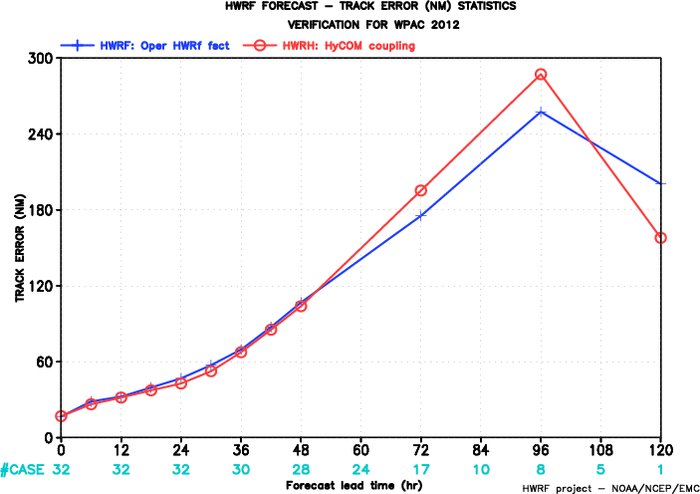 HWRF FORECAST – TRACK ERROR (NM) STATISTICS
VERIFICATION FOR WPAC 2012
HWRF: Oper HWRf fact
HWRH: HyCOM coupling
TRACK ERROR (NM)
300
240
180
120
60
0
0 12 24 36 48 60 72 84 96 108 120
#CASE 32 32 32 30 28 24 17 10 8 5 1
Forecast lead time (hr)
HWRF project – NOAA/NCEP/EMC